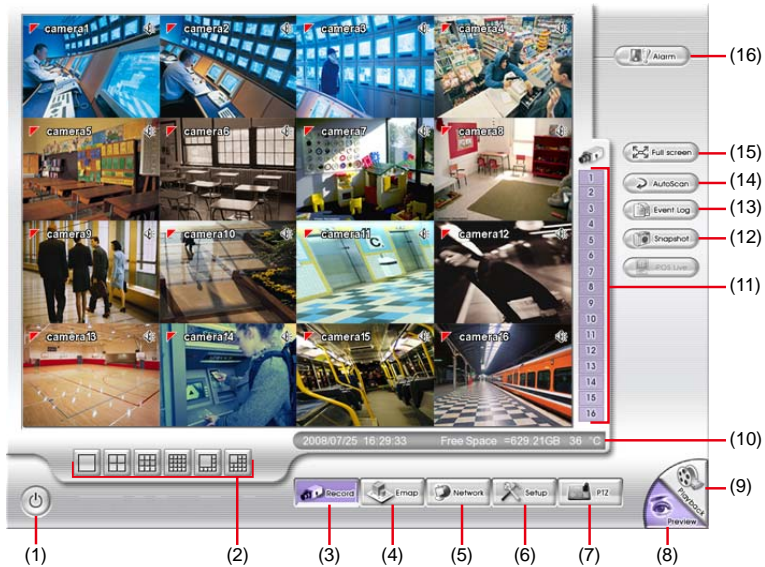 camera1
camera2
camera3
camera4
Alarm
(16)
camera5
camera6
camera7
camera8
Full screen
(15)
1
AutoScan
(14)
2
3
Event Log
(13)
4
camera9
camera10
camera11
camera12
5
Snapshot
(12)
6
7
POS Live
8
(11)
9
10
camera13
camera14
camera15
camera16
11
12
13
14
15
16
2008/07/25 16:29:33 Free Space =629.21GB 36 °C
(10)
Record
Emap
Network
Setup
PTZ
Playback
(9)
Preview
(1)
(2)
(3)
(4)
(5)
(6)
(7)
(8)